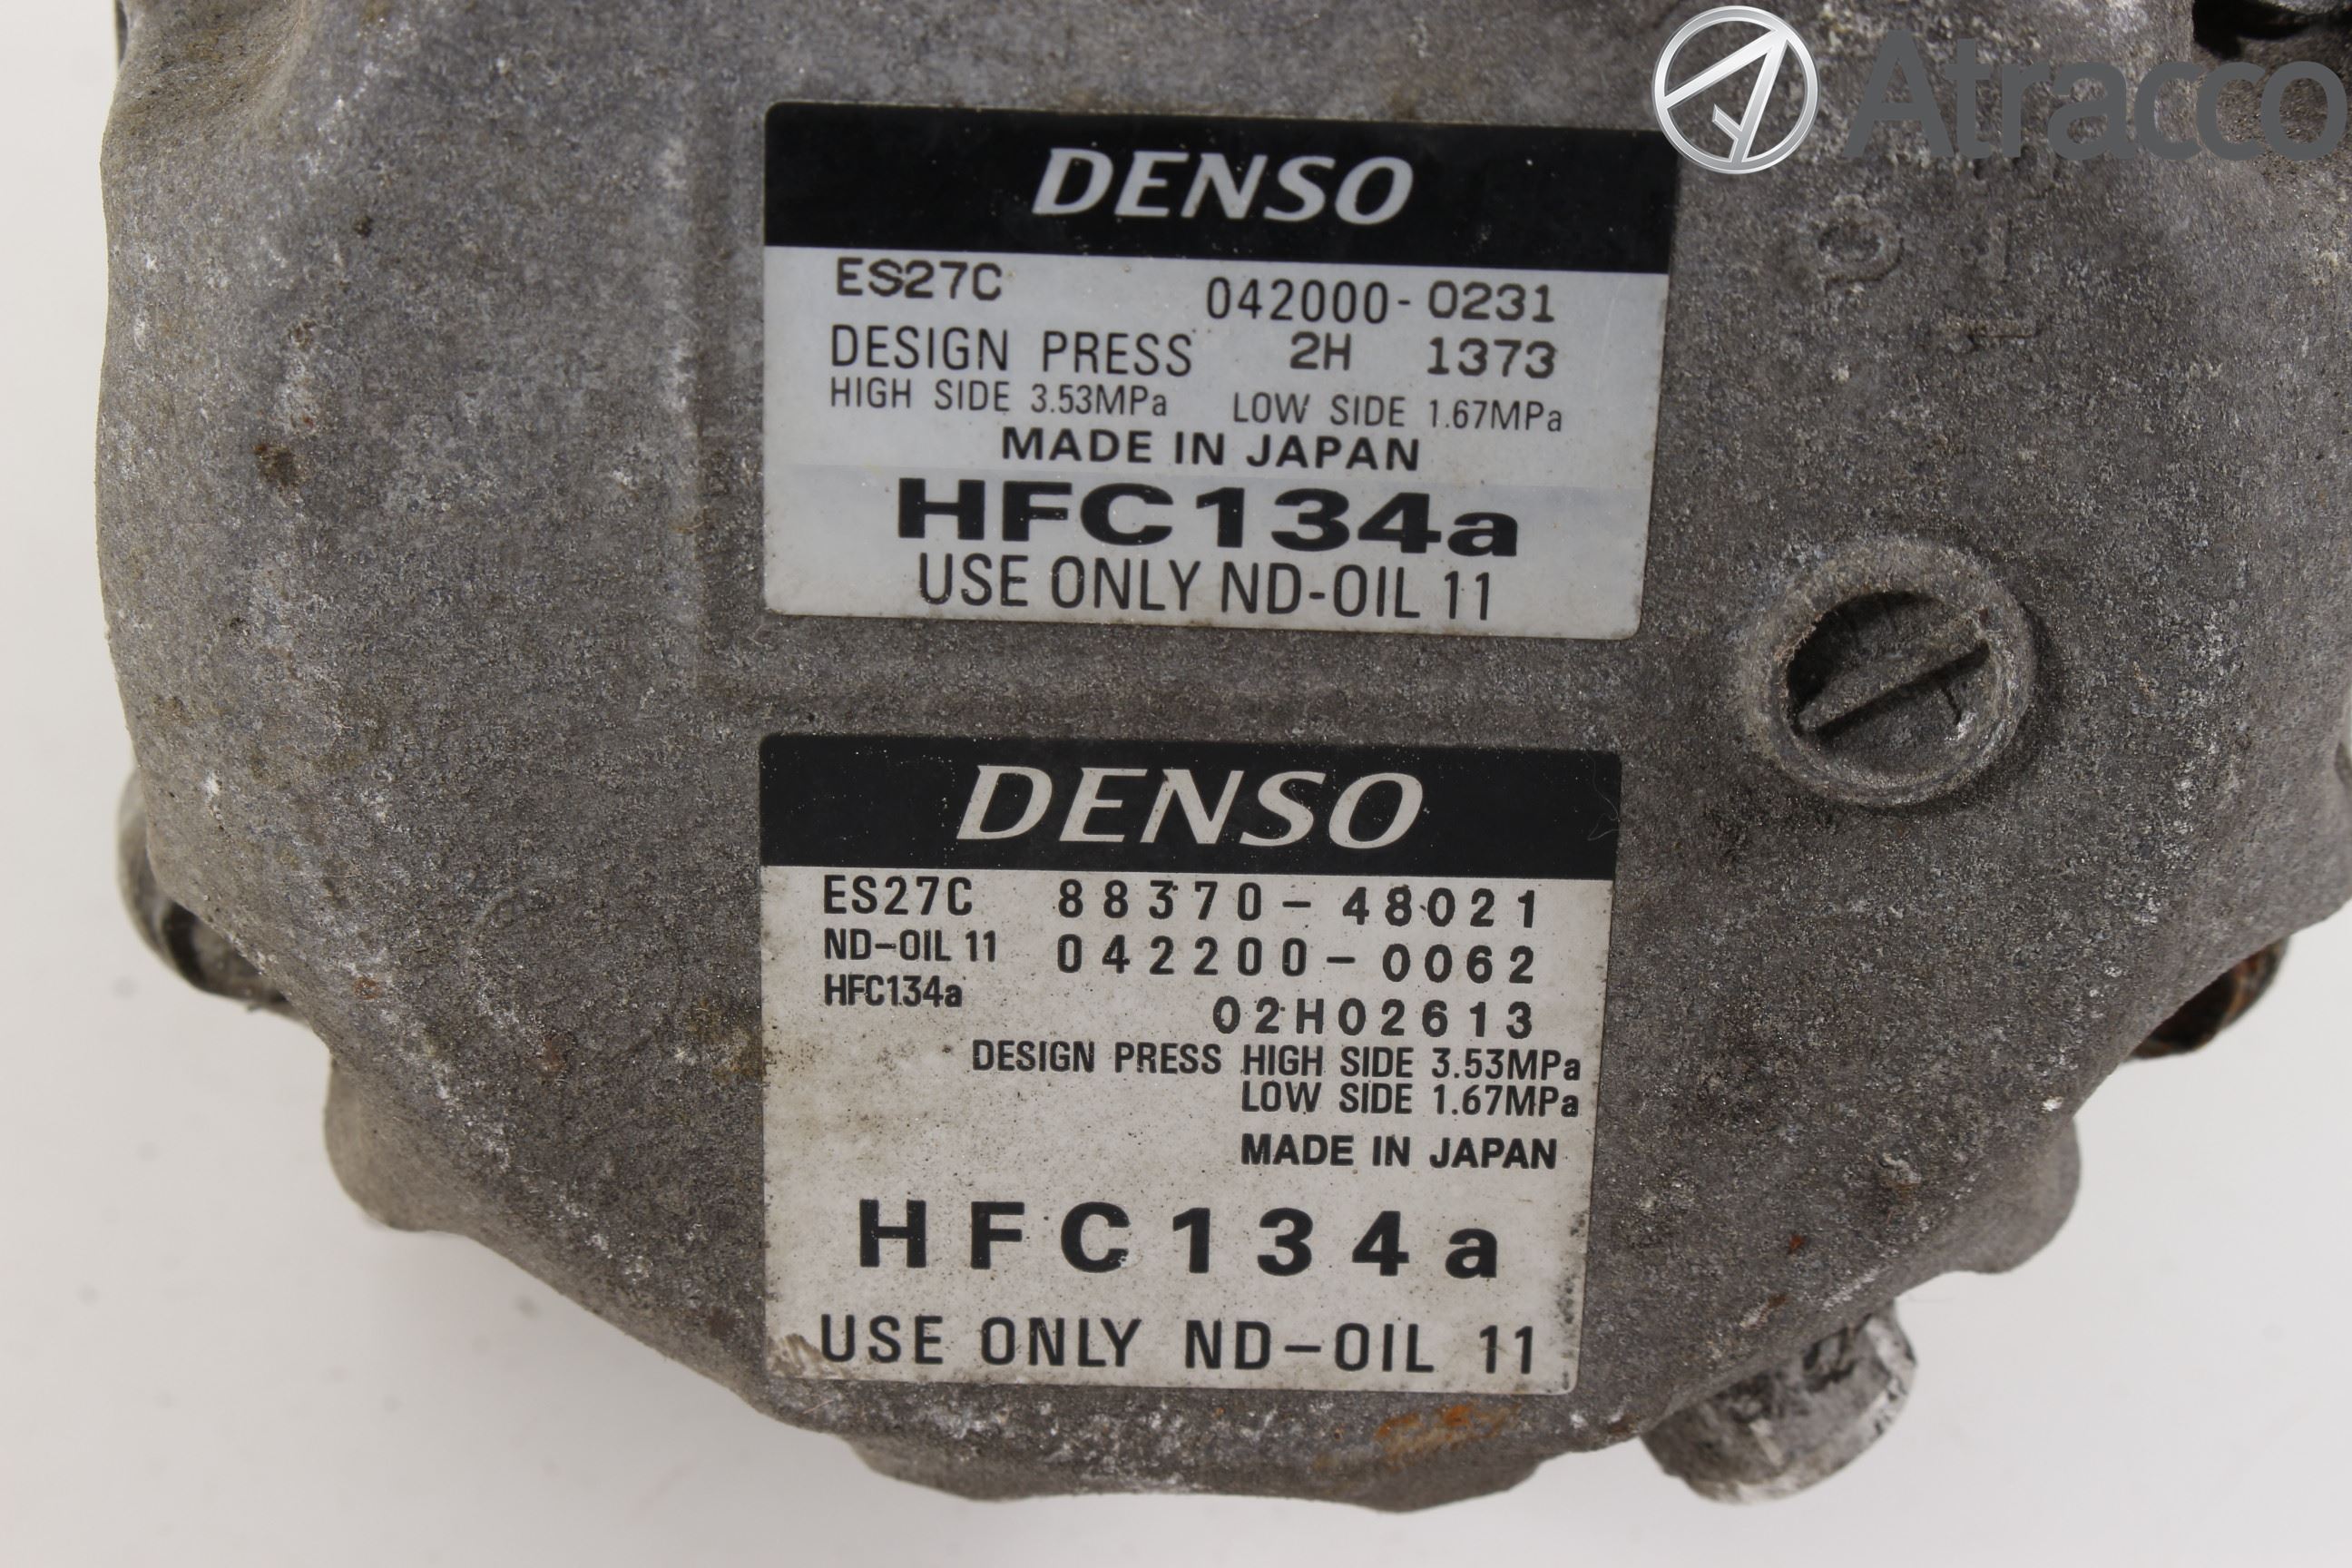 Atracco
DENSO
ES27C 042000-0231
DESIGN PRESS 2H 1373
HIGH SIDE 3.53MPa LOW SIDE 1.67MPa
MADE IN JAPAN
HFC134a
USE ONLY ND-OIL 11
DENSO
ES27C 88370-48021
ND-OIL 11 042200-0062
HFC134a
02H02613
DESIGN PRESS HIGH SIDE 3.53MPa
LOW SIDE 1.67MPa
MADE IN JAPAN
HFC134a
USE ONLY ND-OIL 11